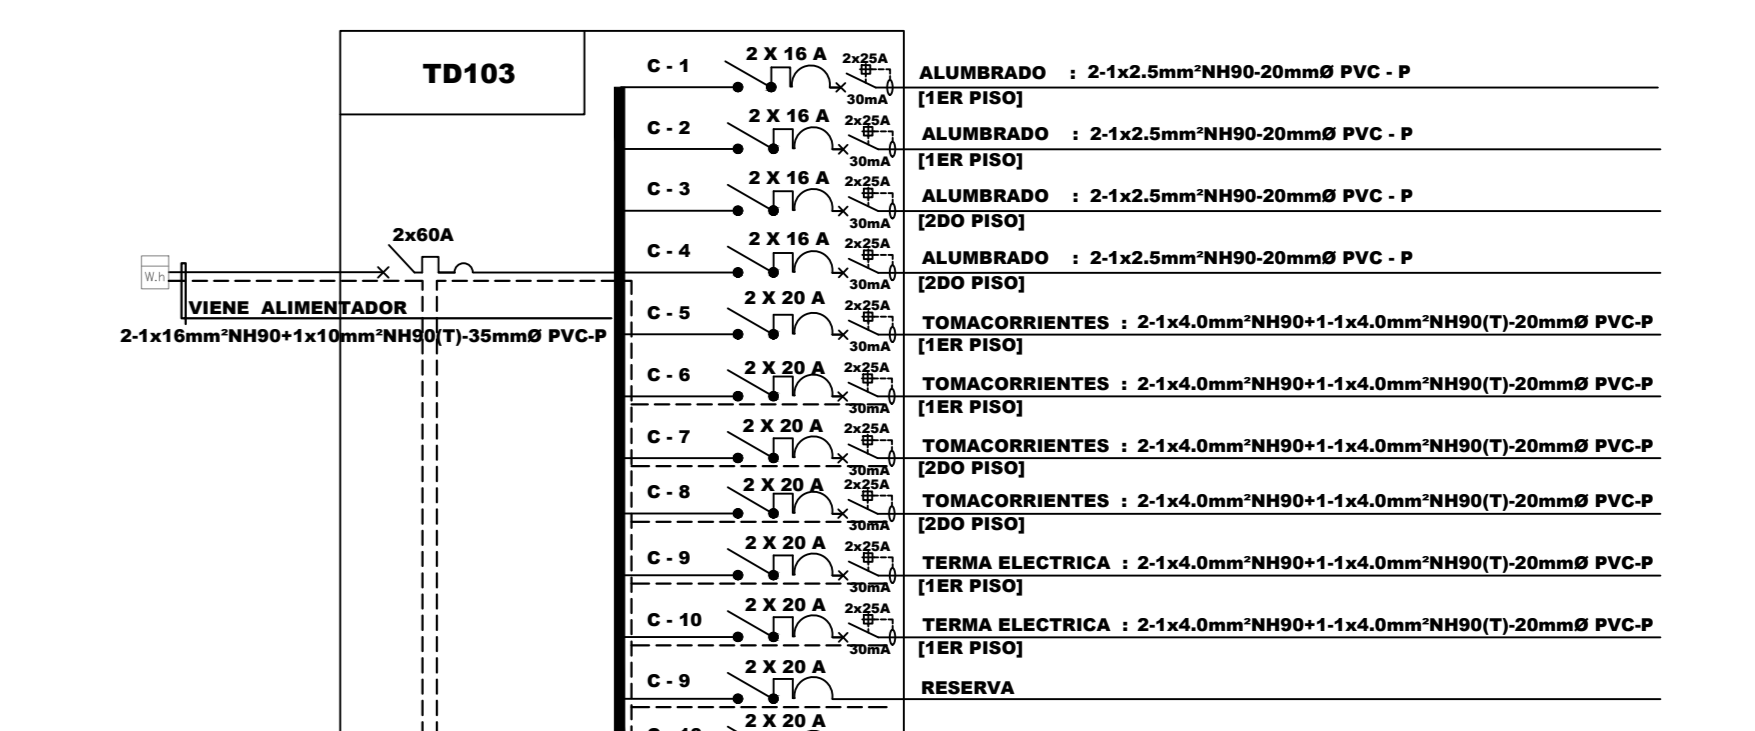 TD103
C - 1 2 X 16 A 2x25A 30mA ALUMBRADO : 2-1x2.5mm²NH90-20mmØ PVC - P
[1ER PISO]
C - 2 2 X 16 A 2x25A 30mA ALUMBRADO : 2-1x2.5mm²NH90-20mmØ PVC - P
[1ER PISO]
C - 3 2 X 16 A 2x25A 30mA ALUMBRADO : 2-1x2.5mm²NH90-20mmØ PVC - P
[2DO PISO]
2x60A
W.h
VIENE ALIMENTADOR
2-1x16mm²NH90+1x10mm²NH90(T)-35mmØ PVC-P
C - 4 2 X 16 A 2x25A 30mA ALUMBRADO : 2-1x2.5mm²NH90-20mmØ PVC - P
[2DO PISO]
C - 5 2 X 20 A 2x25A 30mA TOMACORRIENTES : 2-1x4.0mm²NH90+1-1x4.0mm²NH90(T)-20mmØ PVC-P
[1ER PISO]
C - 6 2 X 20 A 2x25A 30mA TOMACORRIENTES : 2-1x4.0mm²NH90+1-1x4.0mm²NH90(T)-20mmØ PVC-P
[1ER PISO]
C - 7 2 X 20 A 2x25A 30mA TOMACORRIENTES : 2-1x4.0mm²NH90+1-1x4.0mm²NH90(T)-20mmØ PVC-P
[2DO PISO]
C - 8 2 X 20 A 2x25A 30mA TOMACORRIENTES : 2-1x4.0mm²NH90+1-1x4.0mm²NH90(T)-20mmØ PVC-P
[2DO PISO]
C - 9 2 X 20 A 2x25A 30mA TERMA ELECTRICA : 2-1x4.0mm²NH90+1-1x4.0mm²NH90(T)-20mmØ PVC-P
[1ER PISO]
C - 10 2 X 20 A 2x25A 30mA TERMA ELECTRICA : 2-1x4.0mm²NH90+1-1x4.0mm²NH90(T)-20mmØ PVC-P
[1ER PISO]
C - 9 2 X 20 A RESERVA
2 X 20 A